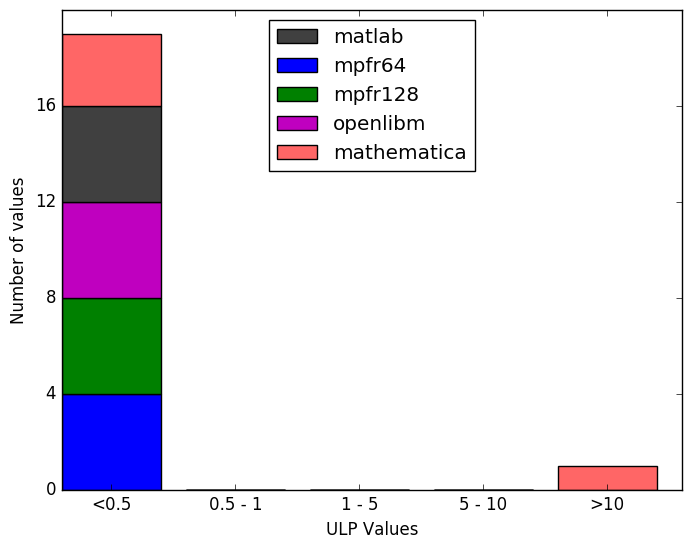 matlab
mpfr64
mpfr128
openlibm
mathematica
Number of values
16
12
8
4
0
<0.5
0.5 - 1
1 - 5
5 - 10
>10
ULP Values